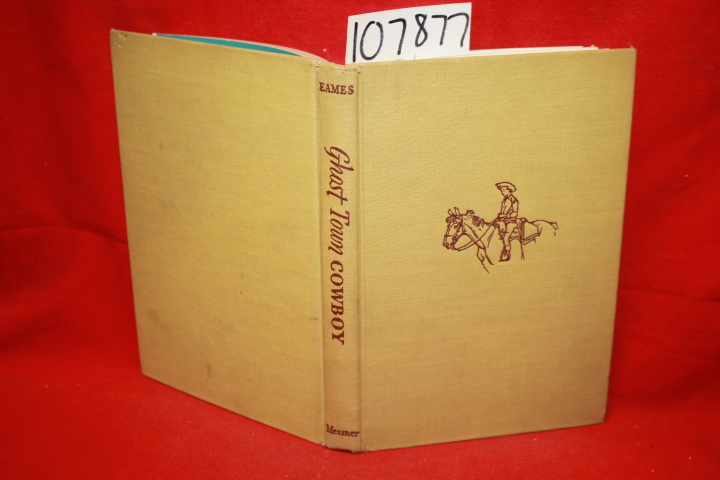 107877
EAMES
Ghost Town COWBOY
Messner